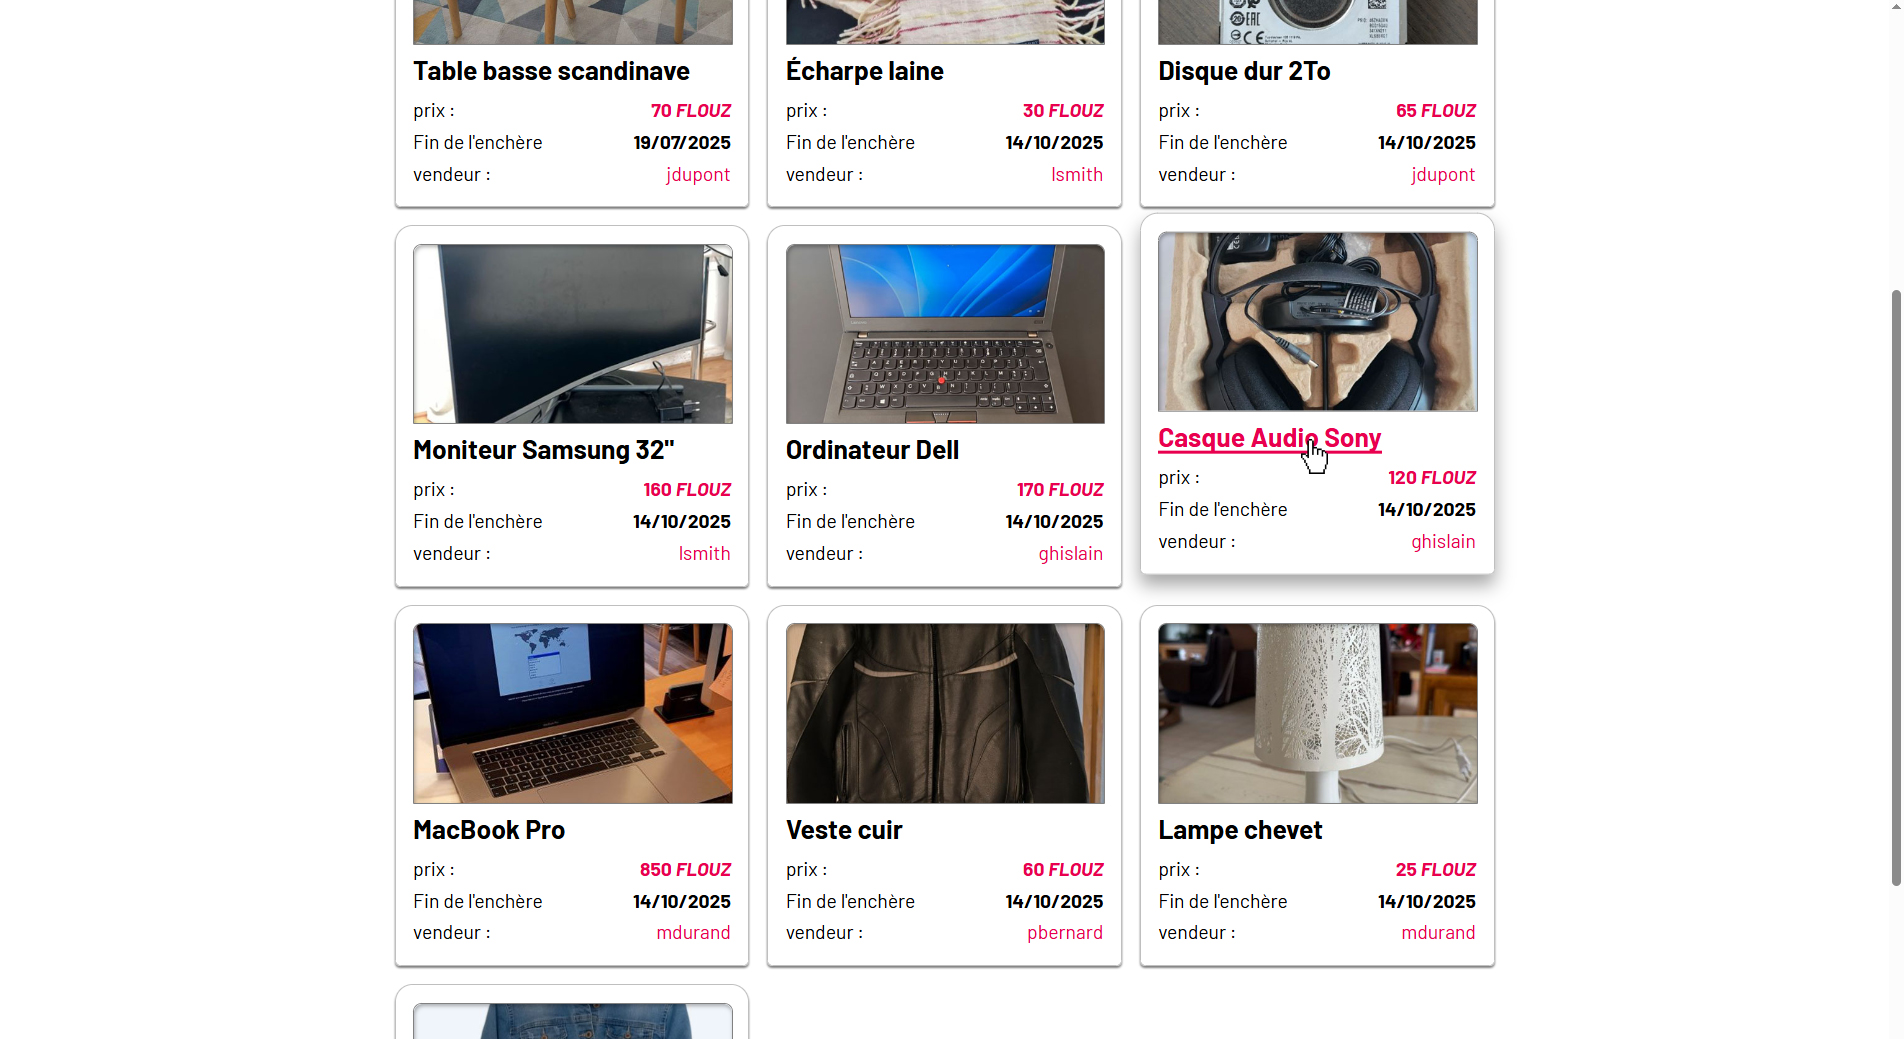 Table basse scandinave
prix : 70 FLOUZ
Fin de l'enchère 19/07/2025
vendeur : jdupont
Écharpe laine
prix : 30 FLOUZ
Fin de l'enchère 14/10/2025
vendeur : lsmith
Disque dur 2To
prix : 65 FLOUZ
Fin de l'enchère 14/10/2025
vendeur : jdupont
Moniteur Samsung 32"
prix : 160 FLOUZ
Fin de l'enchère 14/10/2025
vendeur : lsmith
Ordinateur Dell
prix : 170 FLOUZ
Fin de l'enchère 14/10/2025
vendeur : ghislain
Casque Audio Sony
prix : 120 FLOUZ
Fin de l'enchère 14/10/2025
vendeur : ghislain
MacBook Pro
prix : 850 FLOUZ
Fin de l'enchère 14/10/2025
vendeur : mdurand
Veste cuir
prix : 60 FLOUZ
Fin de l'enchère 14/10/2025
vendeur : pbernard
Lampe chevet
prix : 25 FLOUZ
Fin de l'enchère 14/10/2025
vendeur : mdurand